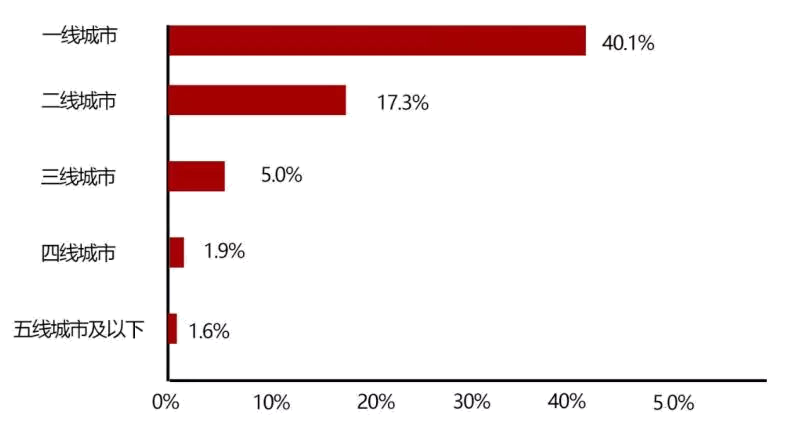 一线城市 40.1%
二线城市 17.3%
三线城市 5.0%
四线城市 1.9%
五线城市及以下 1.6%
0% 10% 20% 30% 40% 50%